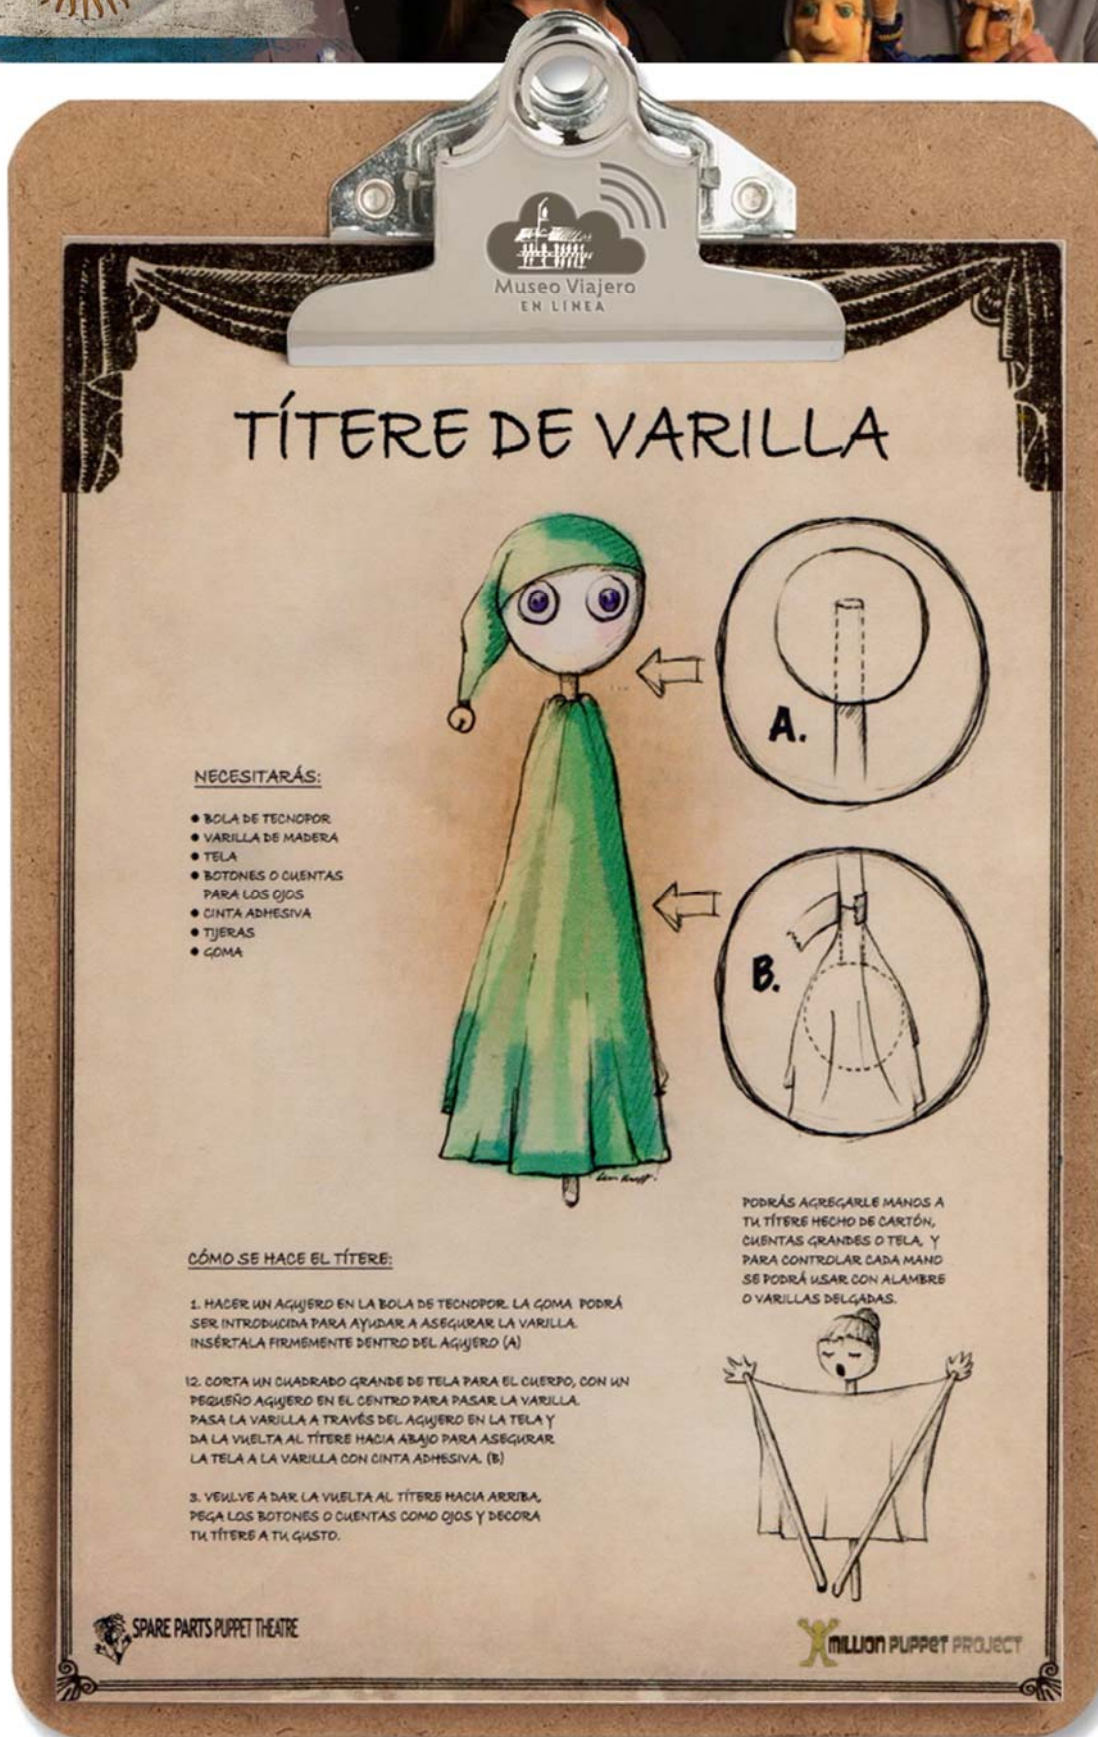 Museo Viajero
EN LÍNEA
TÍTERE DE VARILLA
A.
NECESITARÁS:
● BOLA DE TECNOPOR
● VARILLA DE MADERA
● TELA
● BOTONES O CUENTAS
PARA LOS OJOS
● CINTA ADHESIVA
● TIJERAS
● GOMA
B.
PODRÁS AGREGARLE MANOS A
TU TÍTERE HECHO DE CARTÓN,
CUENTAS GRANDES O TELA, Y
PARA CONTROLAR CADA MANO
SE PODRÁ USAR CON ALAMBRE
O VARILLAS DELGADAS.
CÓMO SE HACE EL TÍTERE:
1. HACER UN AGUJERO EN LA BOLA DE TECNOPOR. LA GOMA PODRÁ
SER INTRODUCIDA PARA AYUDAR A ASEGURAR LA VARILLA.
INSÉRTALA FIRMEMENTE DENTRO DEL AGUJERO (A)
12. CORTA UN CUADRADO GRANDE DE TELA PARA EL CUERPO, CON UN
PEQUEÑO AGUJERO EN EL CENTRO PARA PASAR LA VARILLA.
PASA LA VARILLA A TRAVÉS DEL AGUJERO EN LA TELA Y
DA LA VUELTA AL TÍTERE HACIA ABAJO PARA ASEGURAR
LA TELA A LA VARILLA CON CINTA ADHESIVA. (B)
3. VEULVE A DAR LA VUELTA AL TÍTERE HACIA ARRIBA,
PEGA LOS BOTONES O CUENTAS COMO OJOS Y DECORA
TU TÍTERE A TU GUSTO.
SPARE PARTS PUPPET THEATRE
MILLION PUPPET PROJECT